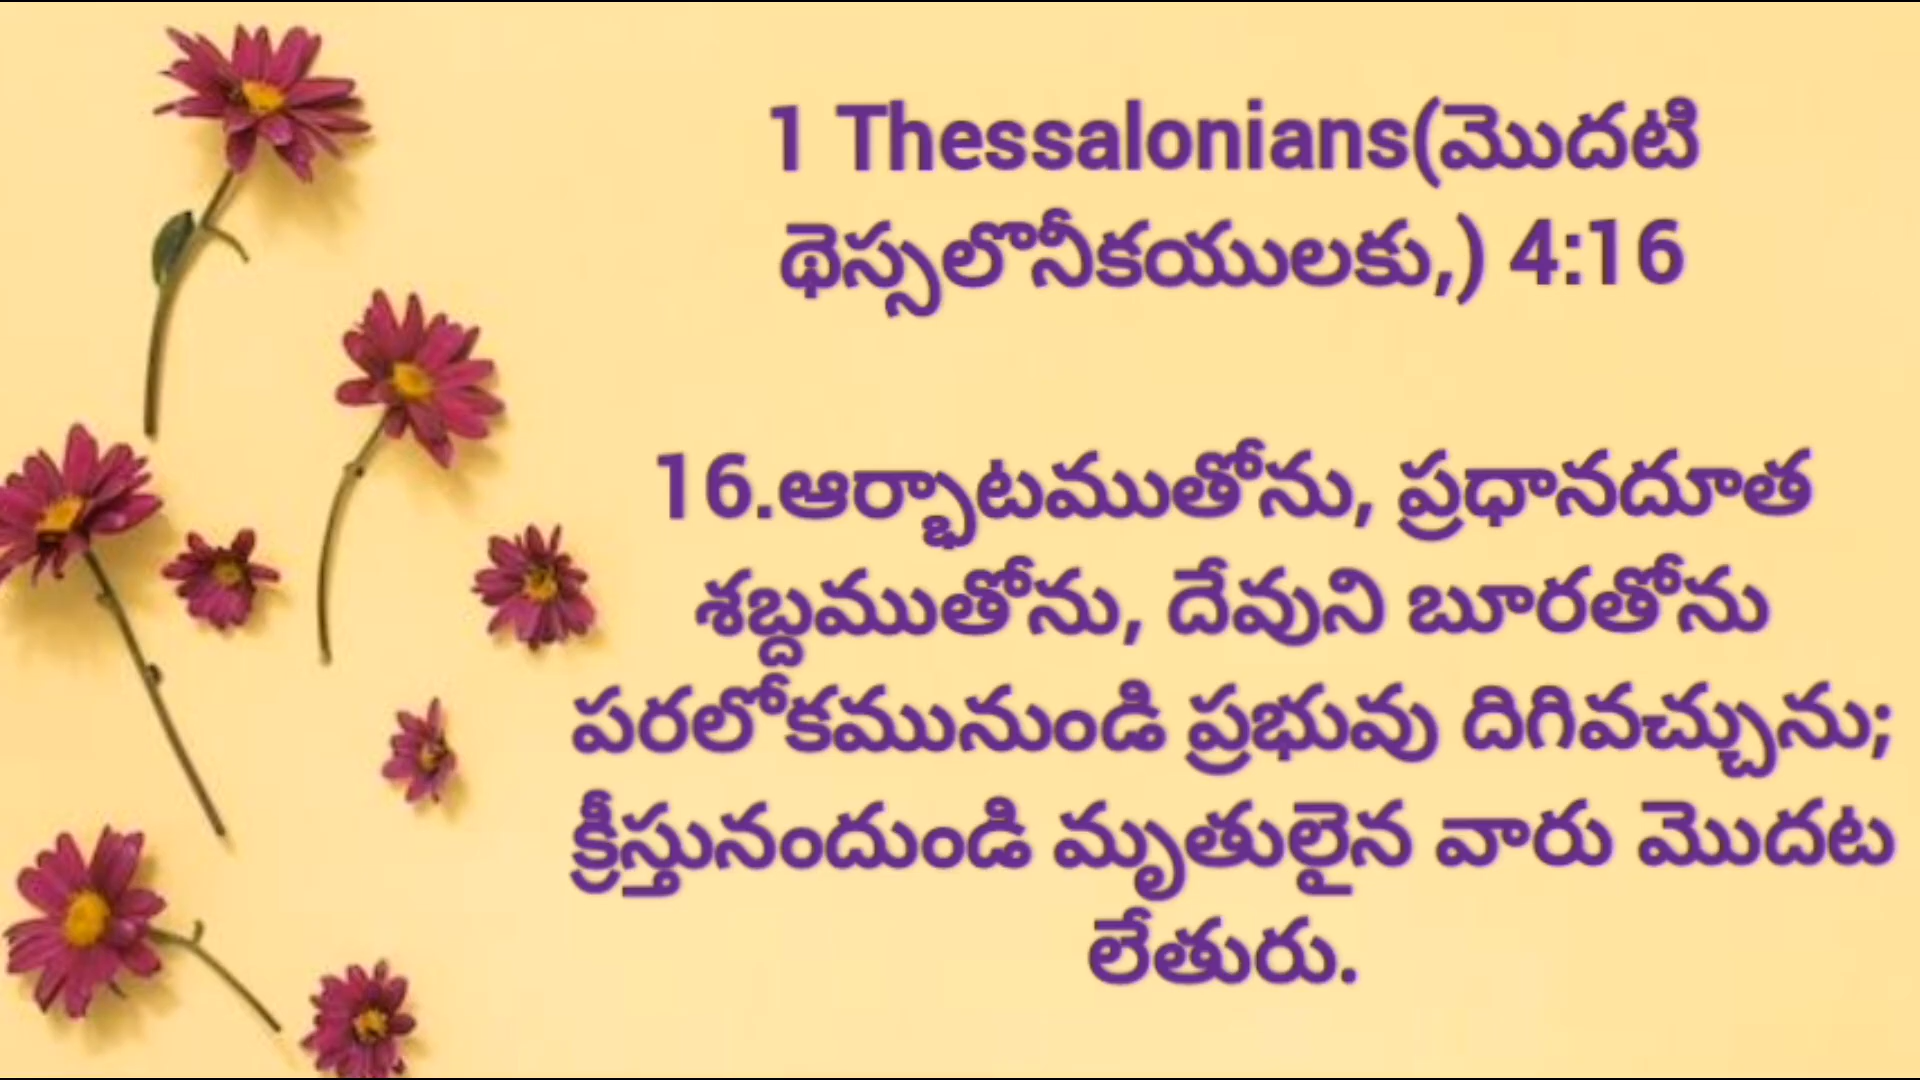 1 Thessalonians(మొదటి
థెస్సలొనీకయులకు,) 4:16
16.ఆర్భాటముతోను, ప్రధానదూత
శబ్దముతోను, దేవుని బూరతోను
పరలోకమునుండి ప్రభువు దిగివచ్చును;
క్రీస్తునందుండి మృతులైన వారు మొదట
లేతురు.